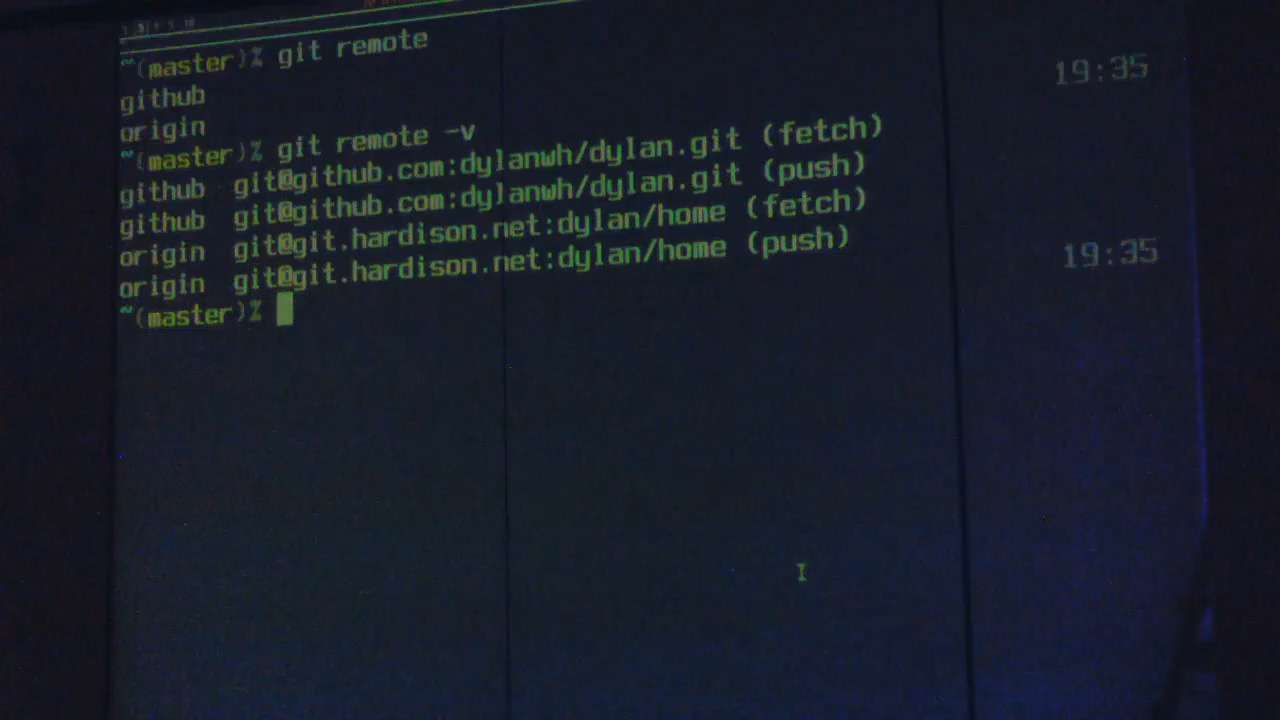 ~(master)% git remote 19:35
github
origin
~(master)% git remote -v
github git@github.com:dylanwh/dylan.git (fetch)
github git@github.com:dylanwh/dylan.git (push)
origin git@git.hardison.net:dylan/home (fetch)
origin git@git.hardison.net:dylan/home (push)
~(master)% 19:35